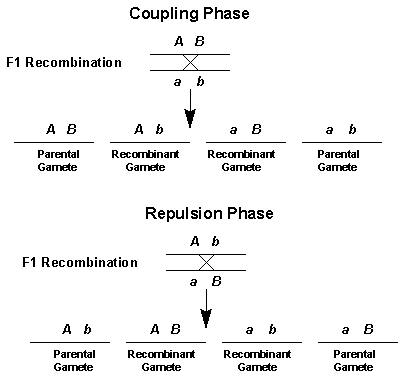 Coupling Phase
A B
F1 Recombination
a b
A B A b a B a b
Parental Recombinant Recombinant Parental
Gamete Gamete Gamete Gamete
Repulsion Phase
A b
F1 Recombination
a B
A b A B a b a B
Parental Recombinant Recombinant Parental
Gamete Gamete Gamete Gamete